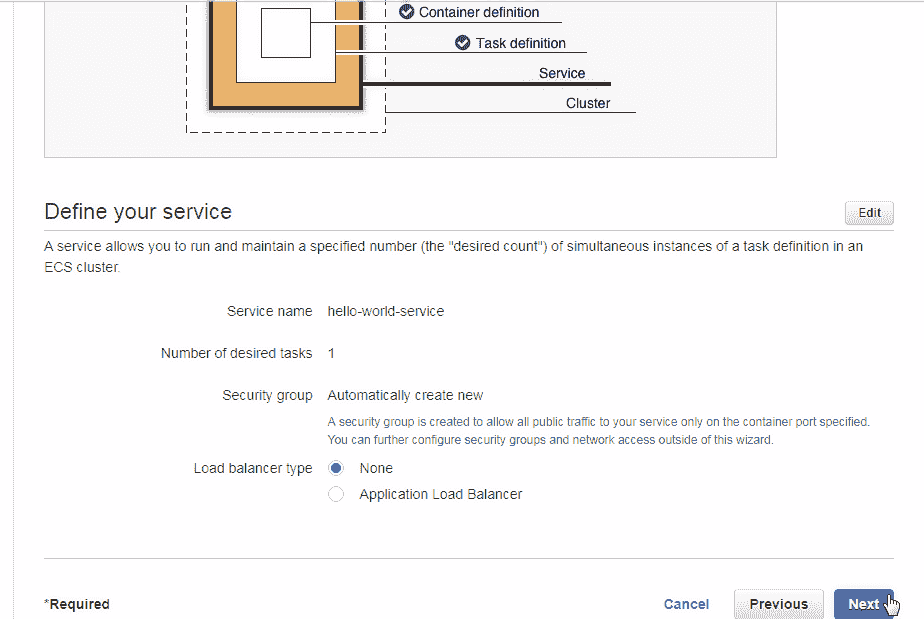 Container definition
Task definition
Service
Cluster
Define your service
Edit
A service allows you to run and maintain a specified number (the "desired count") of simultaneous instances of a task definition in an
ECS cluster.
Service name hello-world-service
Number of desired tasks 1
Security group Automatically create new
A security group is created to allow all public traffic to your service only on the container port specified.
You can further configure security groups and network access outside of this wizard.
Load balancer type None
Application Load Balancer
*Required Cancel Previous Next